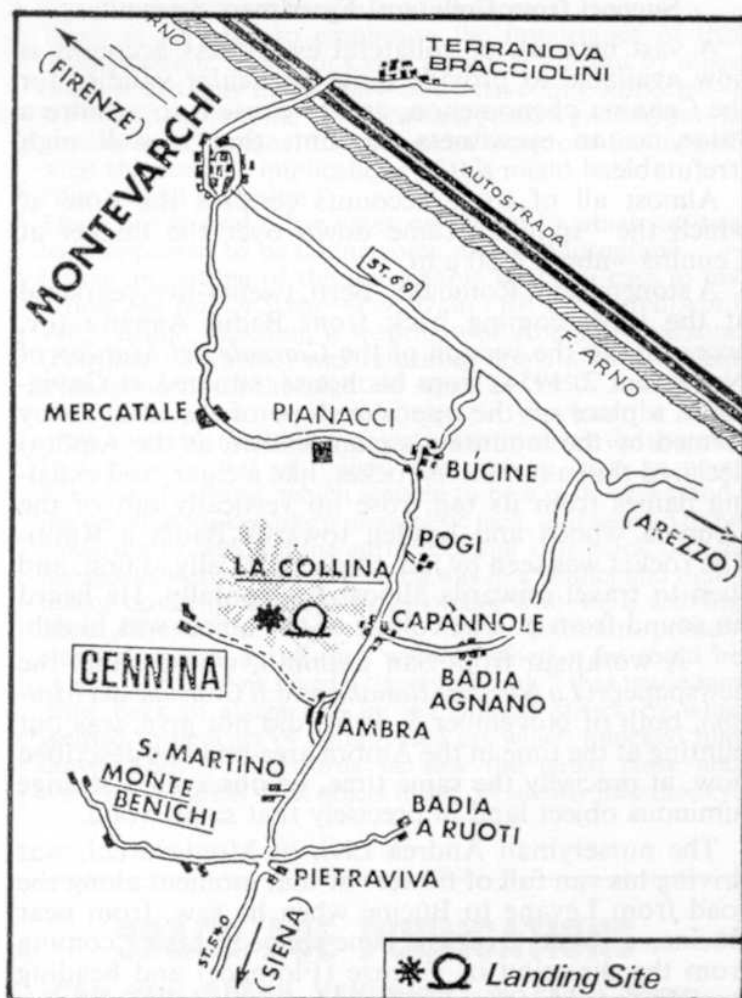 ARNO
(FIRENZE)
TERRANOVA
BRACCIOLINI
MONTEVARCHI
AUTOSTRADA
ST. 69
F. ARNO
MERCATALE
PIANACCI
BUCINE
(AREZZO)
POGI
LA COLLINA
CAPÀNNOLE
CENNINA
BADIA
AGNANO
AMBRA
S. MARTINO
MONTE
BENICHI
BADIA
A RUOTI
PIETRAVIVA
ST. 540
(SIENA)
Landing Site